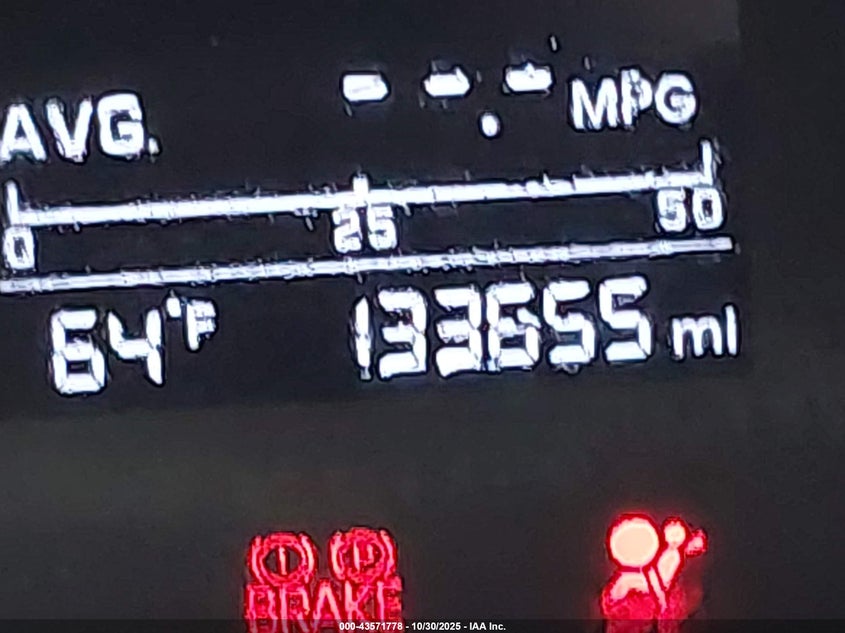 AVG. --.- MPG
0 25 50
64°F 133655 mi
BRAKE
000-43571778 - 10/30/2025 - IAA Inc.